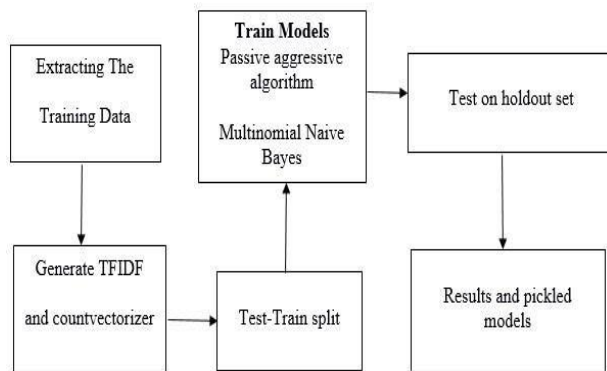 Extracting The
Training Data
Generate TFIDF
and countvectorizer
Test-Train split
Train Models
Passive aggressive
algorithm
Multinomial Naive
Bayes
Test on holdout set
Results and pickled
models